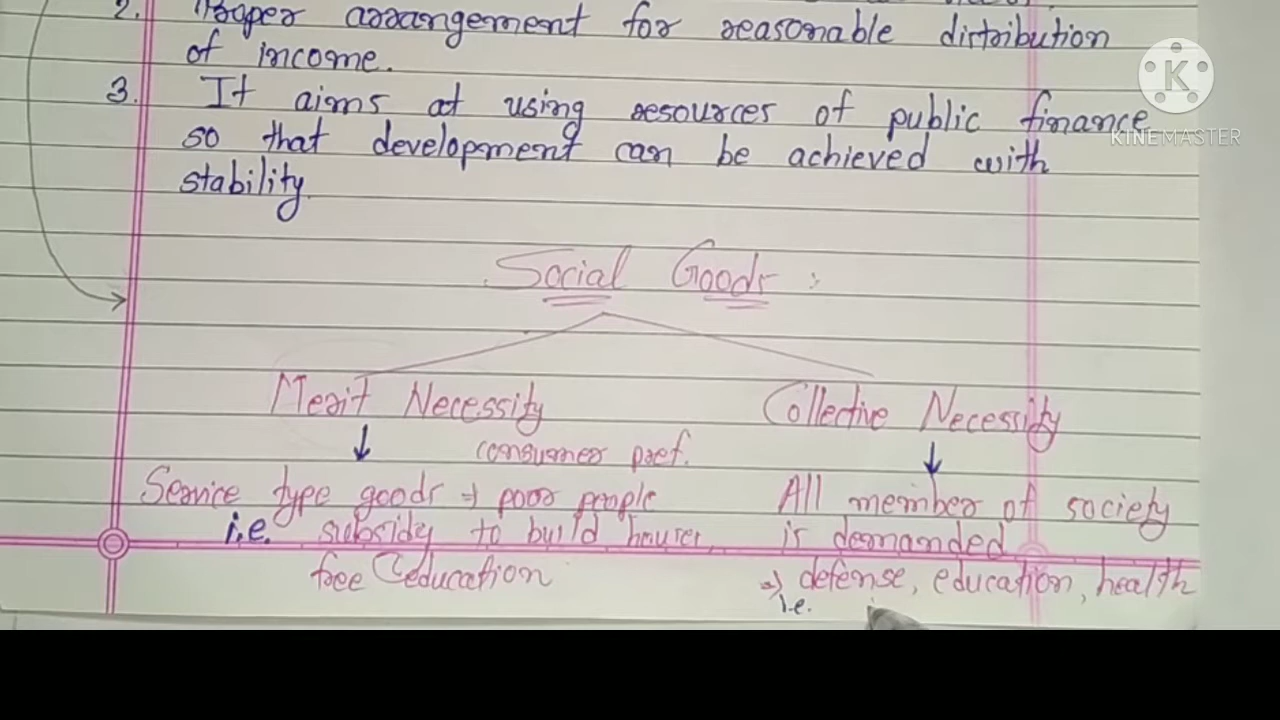 2. Proper arrangement for reasonable distribution
of income.
3. It aims at using resources of public finance
so that development can be achieved with
stability.
KINEMASTER
Social Goods :
Merit Necessity
Collective Necessity
consumer pref.
Service type goods → poor people
i.e. subsidy to build houses,
free education
All member of society
is demanded
→ defense, education, health
i.e.